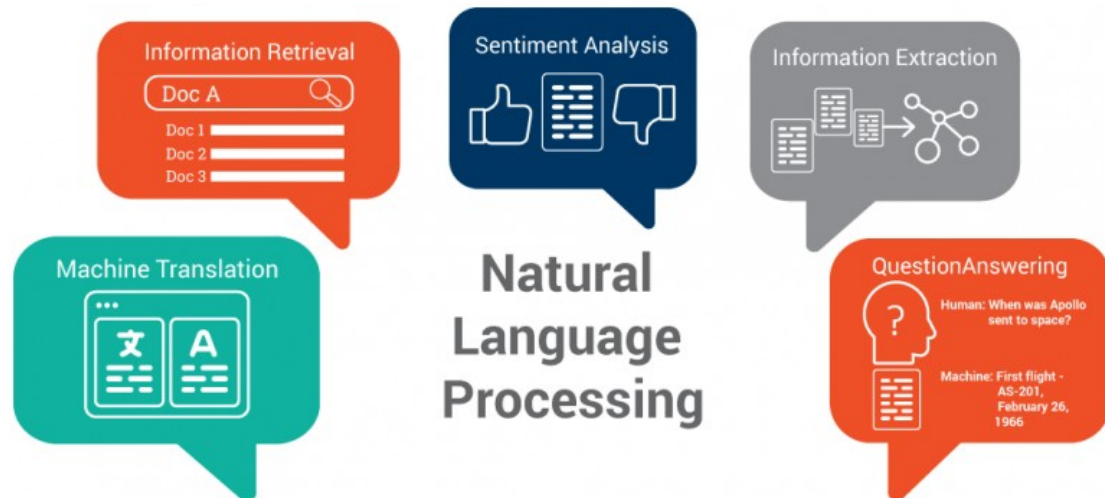 Information Retrieval
Doc A
Doc 1
Doc 2
Doc 3
Sentiment Analysis
Information Extraction
Machine Translation
文
A
Natural
Language
Processing
QuestionAnswering
?
Human: When was Apollo
sent to space?
Machine: First flight -
AS-201,
February 26,
1966